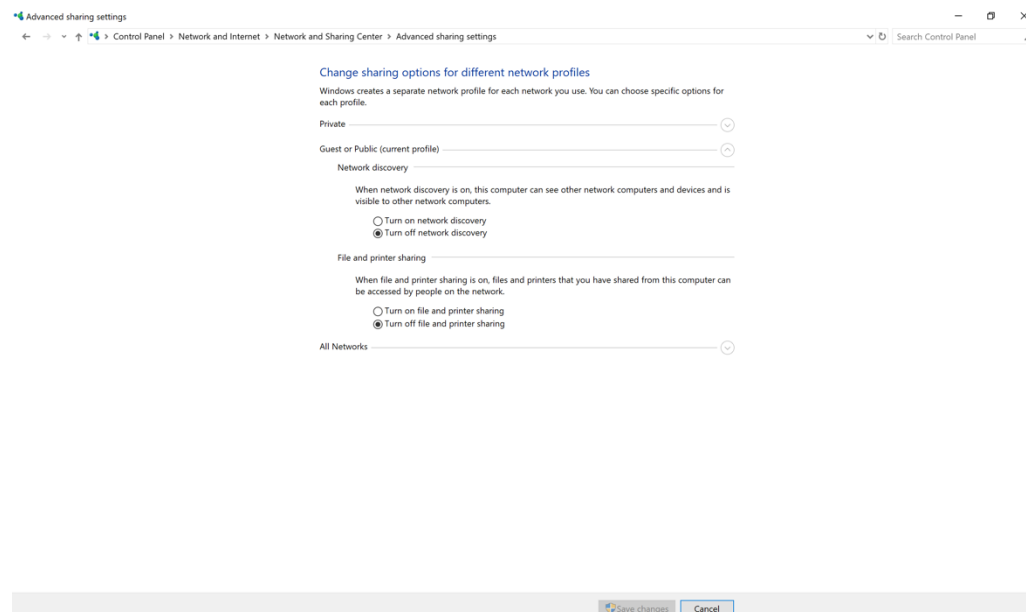 Advanced sharing settings
Control Panel > Network and Internet > Network and Sharing Center > Advanced sharing settings
Search Control Panel
Change sharing options for different network profiles
Windows creates a separate network profile for each network you use. You can choose specific options for
each profile.
Private
Guest or Public (current profile)
Network discovery
When network discovery is on, this computer can see other network computers and devices and is
visible to other network computers.
Turn on network discovery
Turn off network discovery
File and printer sharing
When file and printer sharing is on, files and printers that you have shared from this computer can
be accessed by people on the network.
Turn on file and printer sharing
Turn off file and printer sharing
All Networks
Save changes
Cancel